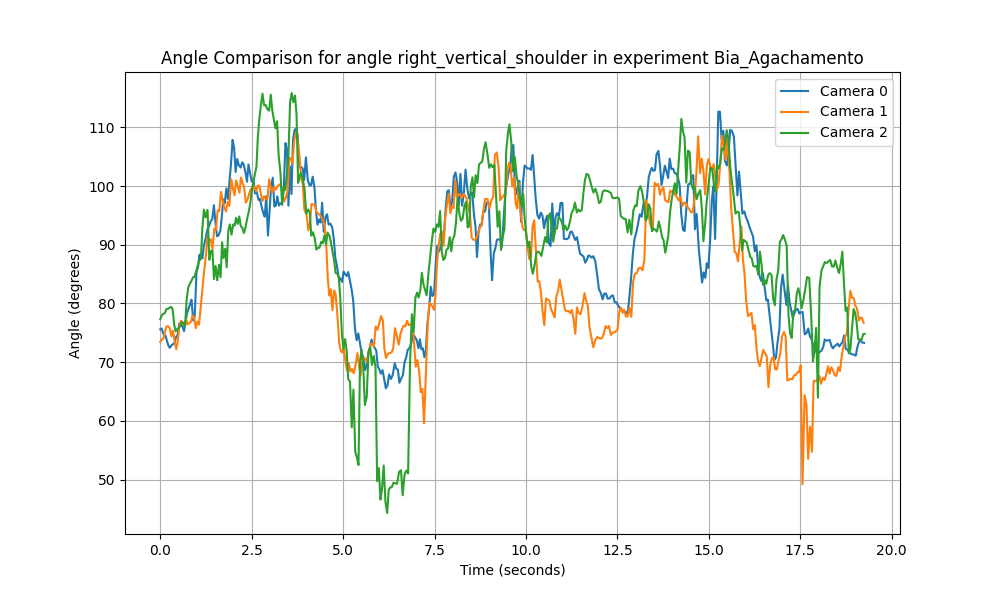 Angle Comparison for angle right_vertical_shoulder in experiment Bia_Agachamento
Camera 0
Camera 1
Camera 2
110
100
90
80
70
60
50
Angle (degrees)
0.0 2.5 5.0 7.5 10.0 12.5 15.0 17.5 20.0
Time (seconds)